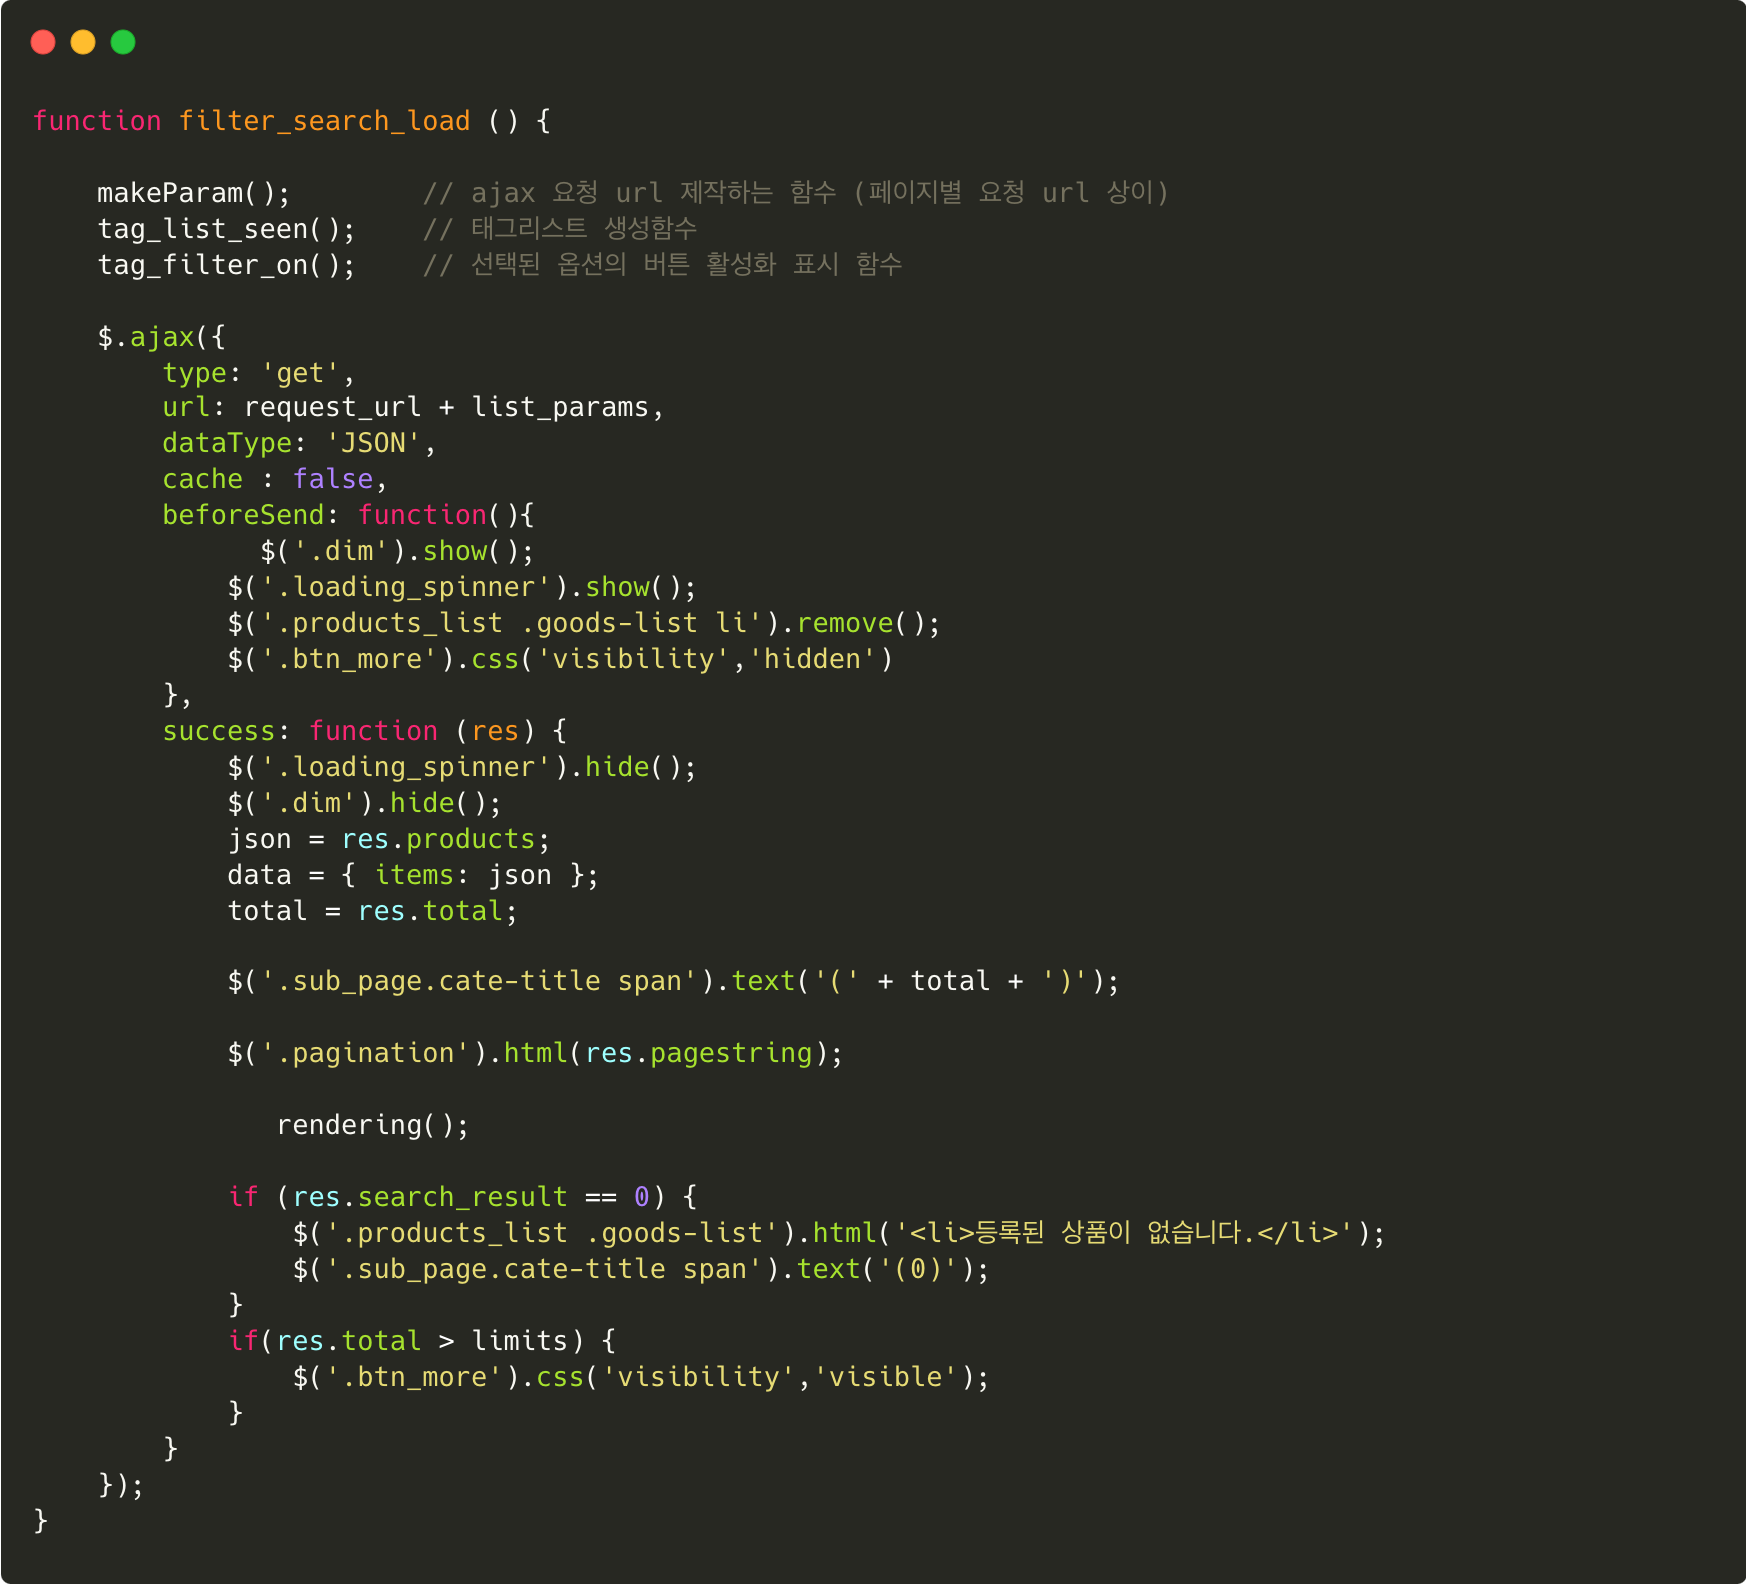 function filter_search_load () {

    makeParam();        // ajax 요청 url 제작하는 함수 (페이지별 요청 url 상이)
    tag_list_seen();    // 태그리스트 생성함수
    tag_filter_on();    // 선택된 옵션의 버튼 활성화 표시 함수

    $.ajax({
        type: 'get',
        url: request_url + list_params,
        dataType: 'JSON',
        cache : false,
        beforeSend: function(){
              $('.dim').show();
            $('.loading_spinner').show();
            $('.products_list .goods-list li').remove();
            $('.btn_more').css('visibility','hidden')
        },
        success: function (res) {
            $('.loading_spinner').hide();
            $('.dim').hide();
            json = res.products;
            data = { items: json };
            total = res.total;

            $('.sub_page.cate-title span').text('(' + total + ')');

            $('.pagination').html(res.pagestring);

               rendering();

            if (res.search_result == 0) {
                $('.products_list .goods-list').html('<li>등록된 상품이 없습니다.</li>');
                $('.sub_page.cate-title span').text('(0)');
            }
            if(res.total > limits) {
                $('.btn_more').css('visibility','visible');
            }
        }
    });
}